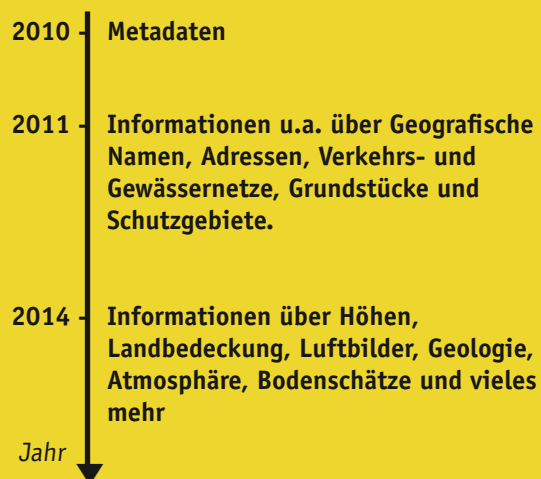 2010 - Metadaten
2011 - Informationen u.a. über Geografische
Namen, Adressen, Verkehrs- und
Gewässernetze, Grundstücke und
Schutzgebiete.
2014 - Informationen über Höhen,
Landbedeckung, Luftbilder, Geologie,
Atmosphäre, Bodenschätze und vieles
mehr
Jahr